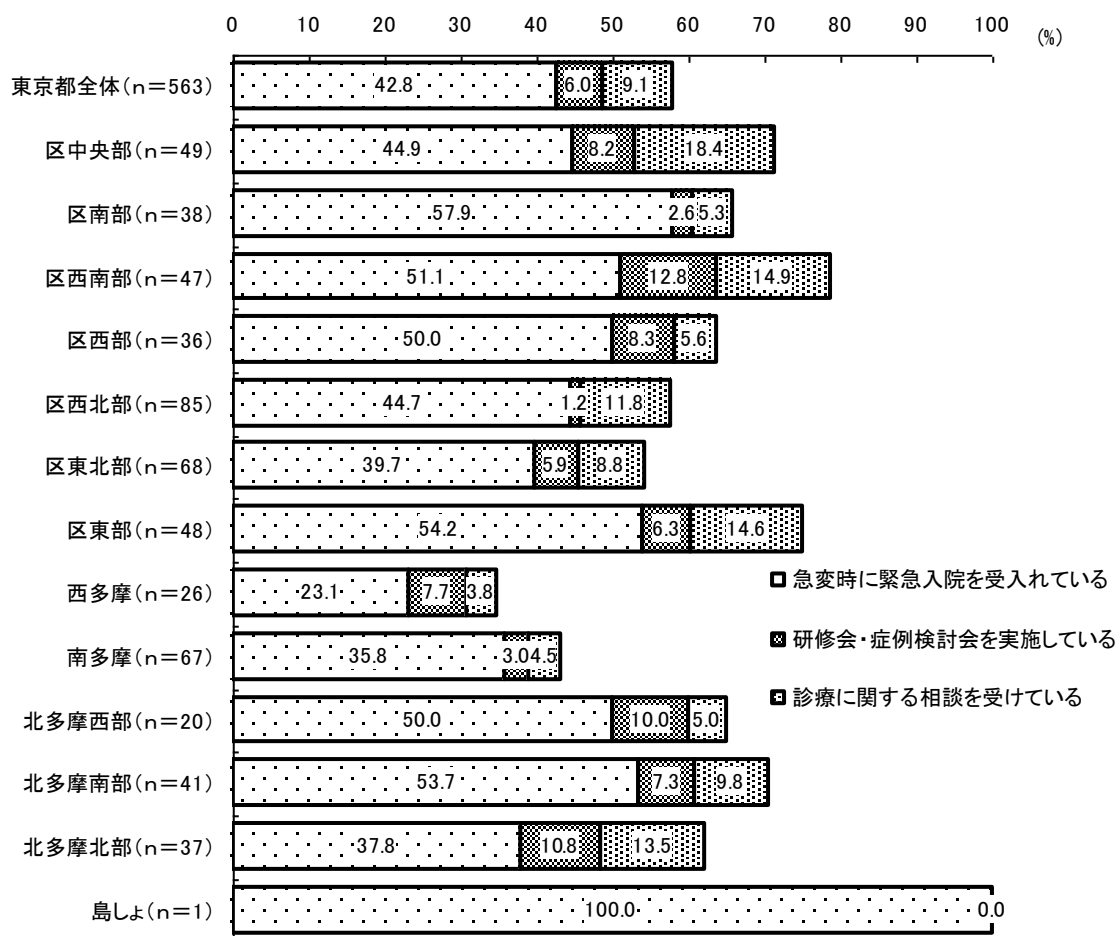 0 10 20 30 40 50 60 70 80 90 100
(%)
東京都全体(n=563) 42.8 6.0 9.1
区中央部(n=49) 44.9 8.2 18.4
区南部(n=38) 57.9 2.6 5.3
区西南部(n=47) 51.1 12.8 14.9
区西部(n=36) 50.0 8.3 5.6
区西北部(n=85) 44.7 1.2 11.8
区東北部(n=68) 39.7 5.9 8.8
区東部(n=48) 54.2 6.3 14.6
西多摩(n=26) 23.1 7.7 3.8
南多摩(n=67) 35.8 3.0 4.5
北多摩西部(n=20) 50.0 10.0 5.0
北多摩南部(n=41) 53.7 7.3 9.8
北多摩北部(n=37) 37.8 10.8 13.5
島しょ(n=1) 100.0 0.0
急変時に緊急入院を受入れている
研修会・症例検討会を実施している
診療に関する相談を受けている